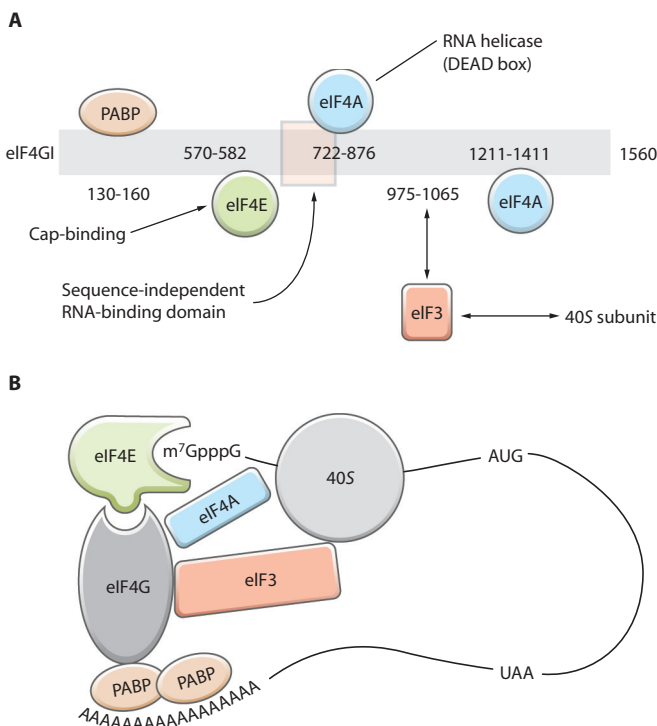 A
RNA helicase
(DEAD box)
PABP
eIF4A
eIF4GI
570-582
722-876
1211-1411
1560
130-160
eIF4E
975-1065
eIF4A
Cap-binding
Sequence-independent
RNA-binding domain
eIF3
40S subunit
B
eIF4E
m⁷GpppG
40S
AUG
eIF4A
eIF4G
eIF3
PABP
PABP
UAA
AAAAAAAAAAAAAAAA